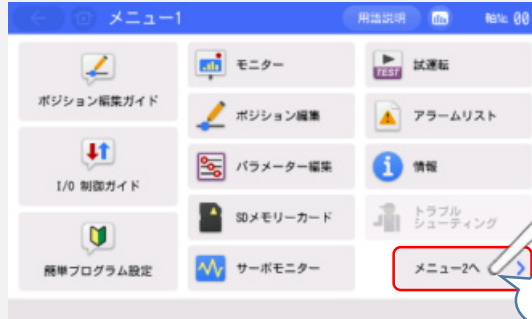 メニュー1
用語説明
軸No. 00
ポジション編集ガイド
モニター
TEST
試運転
ポジション編集
アラームリスト
I/O 制御ガイド
パラメーター編集
情報
SDメモリーカード
トラブル
シューティング
簡単プログラム設定
サーボモニター
メニュー2へ